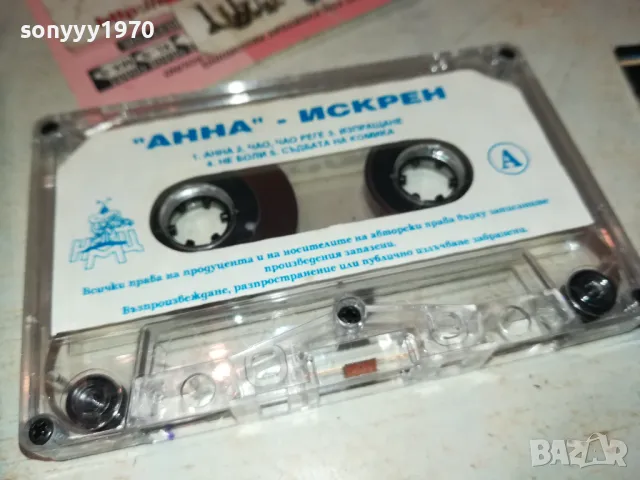 sonyyy1970
"АННА" - ИСКРЕН
1. АННА 2. ЧАО, ЧАО РЕГЕ 3. ИЗПРАЩАНЕ
4. НЕ БОЛИ 5. СЪДБАТА НА КОМИКА
A
Всички права на продуцента и на носителите на авторски права върху записаните
произведения запазени.
Възпроизвеждане, разпространение или публично излъчване забранени.
BAZAR